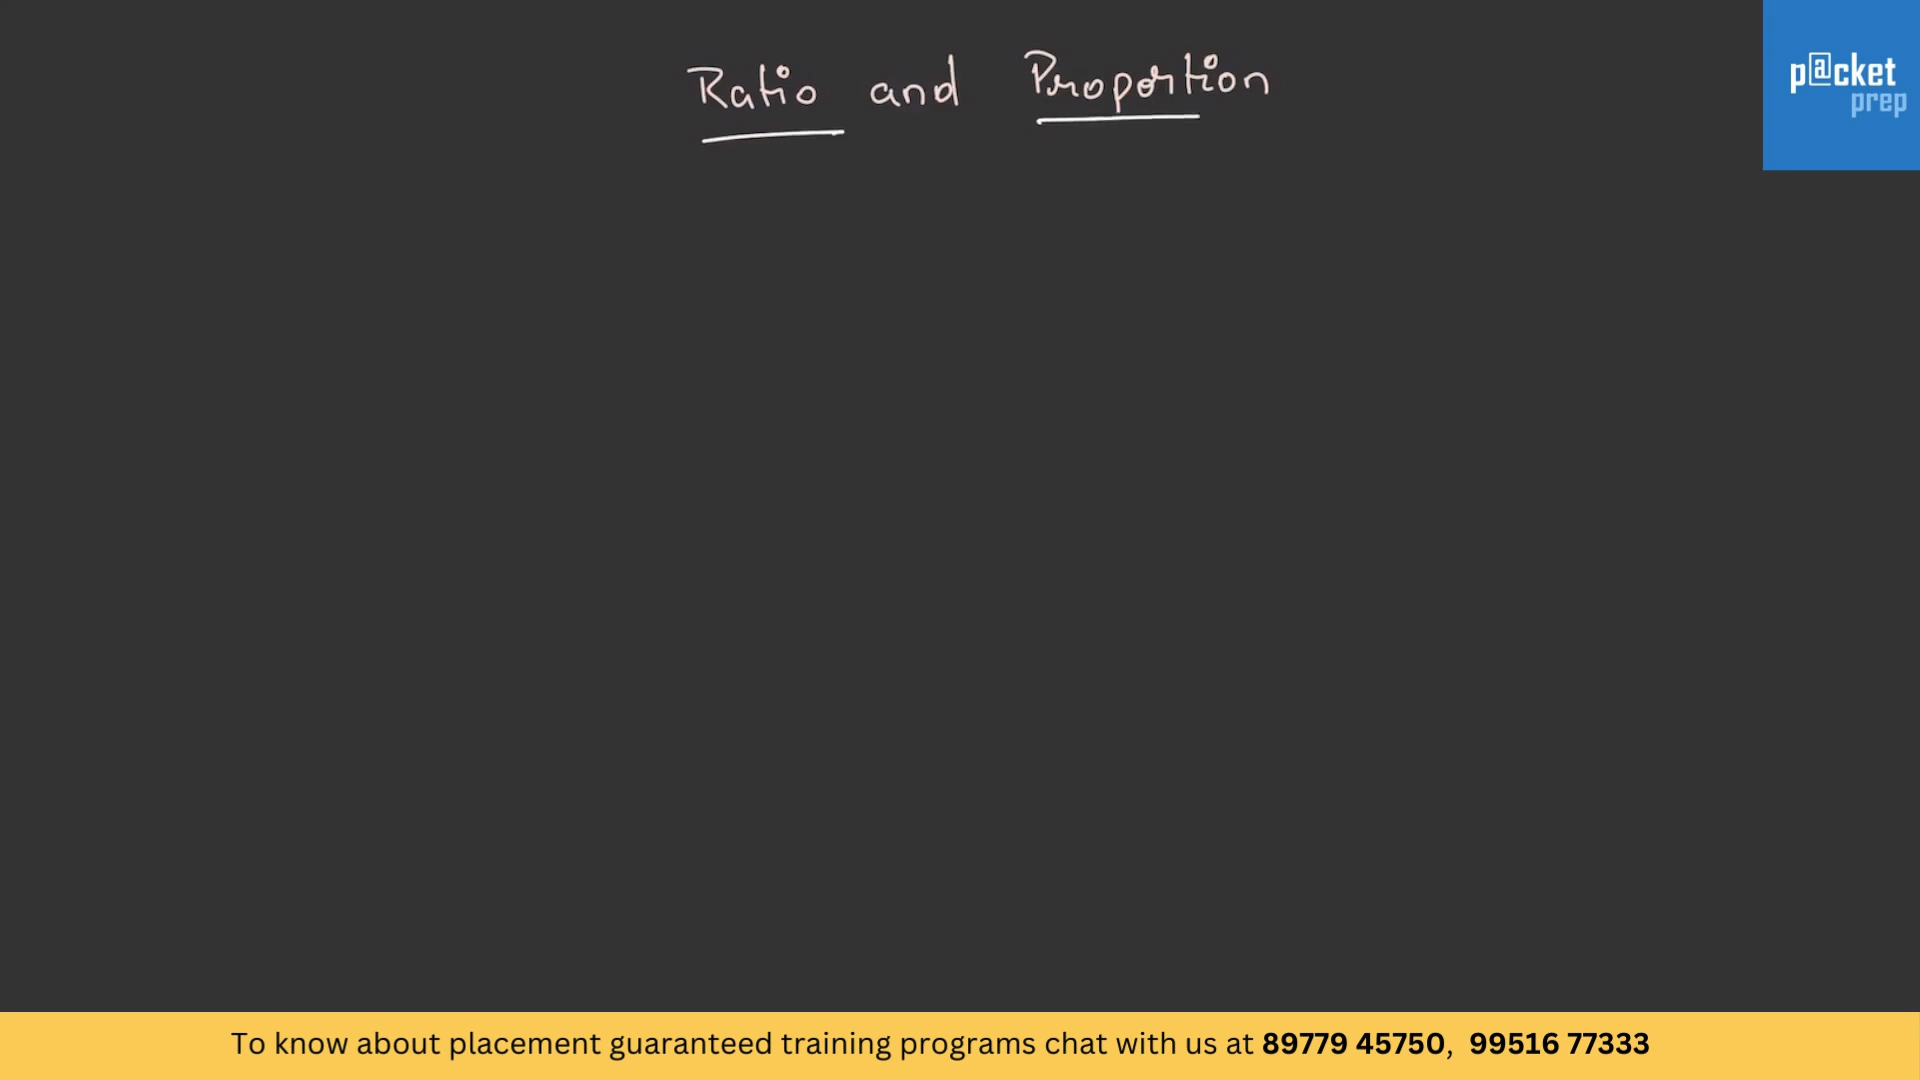 Ratio and Proportion
p@cket
prep
To know about placement guaranteed training programs chat with us at 89779 45750, 99516 77333